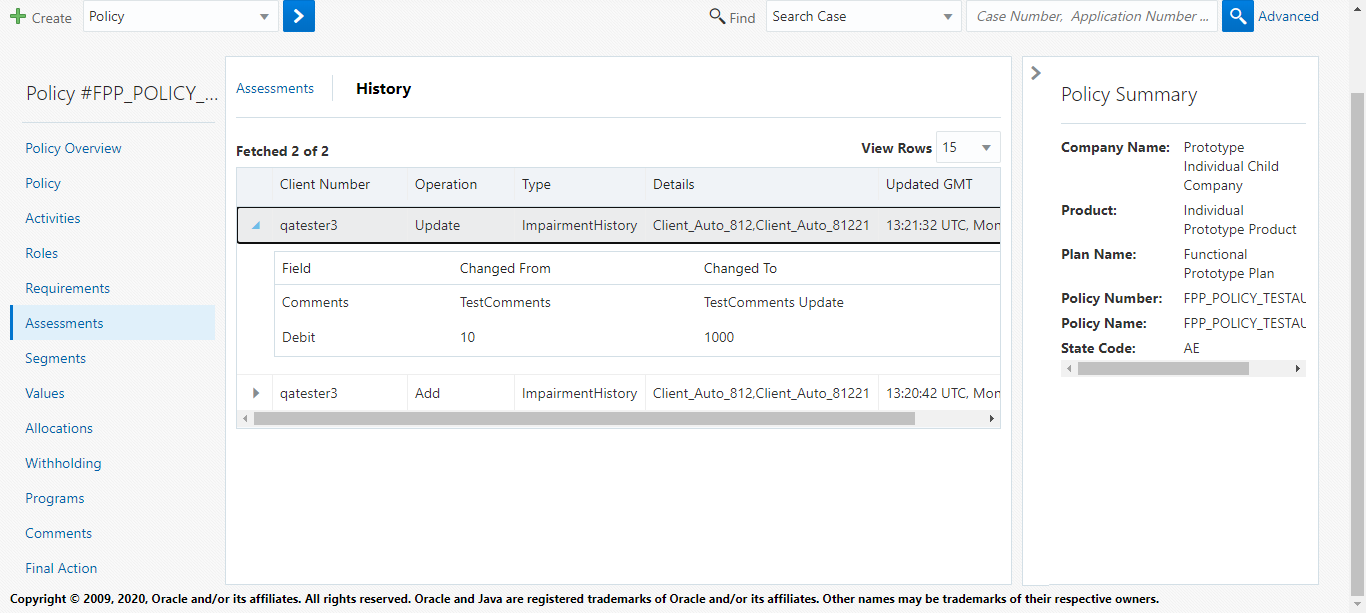 Create Policy Find Search Case Case Number, Application Number ... Advanced
Policy #FPP_POLICY_...
Policy Overview
Policy
Activities
Roles
Requirements
Assessments
Segments
Values
Allocations
Withholding
Programs
Comments
Final Action
Assessments History
Fetched 2 of 2 View Rows 15
Client Number Operation Type Details Updated GMT
qatester3 Update ImpairmentHistory Client_Auto_812,Client_Auto_81221 13:21:32 UTC, Mon
Field Changed From Changed To
Comments TestComments TestComments Update
Debit 10 1000
qatester3 Add ImpairmentHistory Client_Auto_812,Client_Auto_81221 13:20:42 UTC, Mon
Policy Summary
Company Name: Prototype
Individual Child
Company
Product: Individual
Prototype Product
Plan Name: Functional
Prototype Plan
Policy Number: FPP_POLICY_TESTAU
Policy Name: FPP_POLICY_TESTAU
State Code: AE
Copyright © 2009, 2020, Oracle and/or its affiliates. All rights reserved. Oracle and Java are registered trademarks of Oracle and/or its affiliates. Other names may be trademarks of their respective owners.